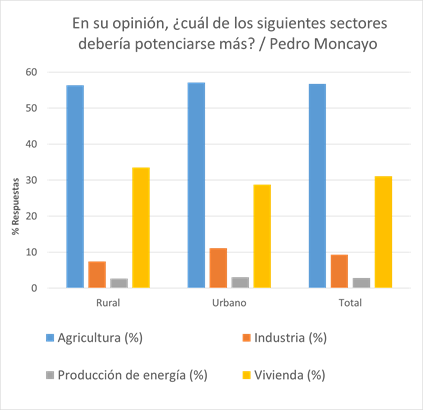 En su opinión, ¿cuál de los siguientes sectores
debería potenciarse más? / Pedro Moncayo
60
50
40
30
20
10
0
% Respuestas
Rural Urbano Total
Agricultura (%) Industria (%)
Producción de energía (%) Vivienda (%)